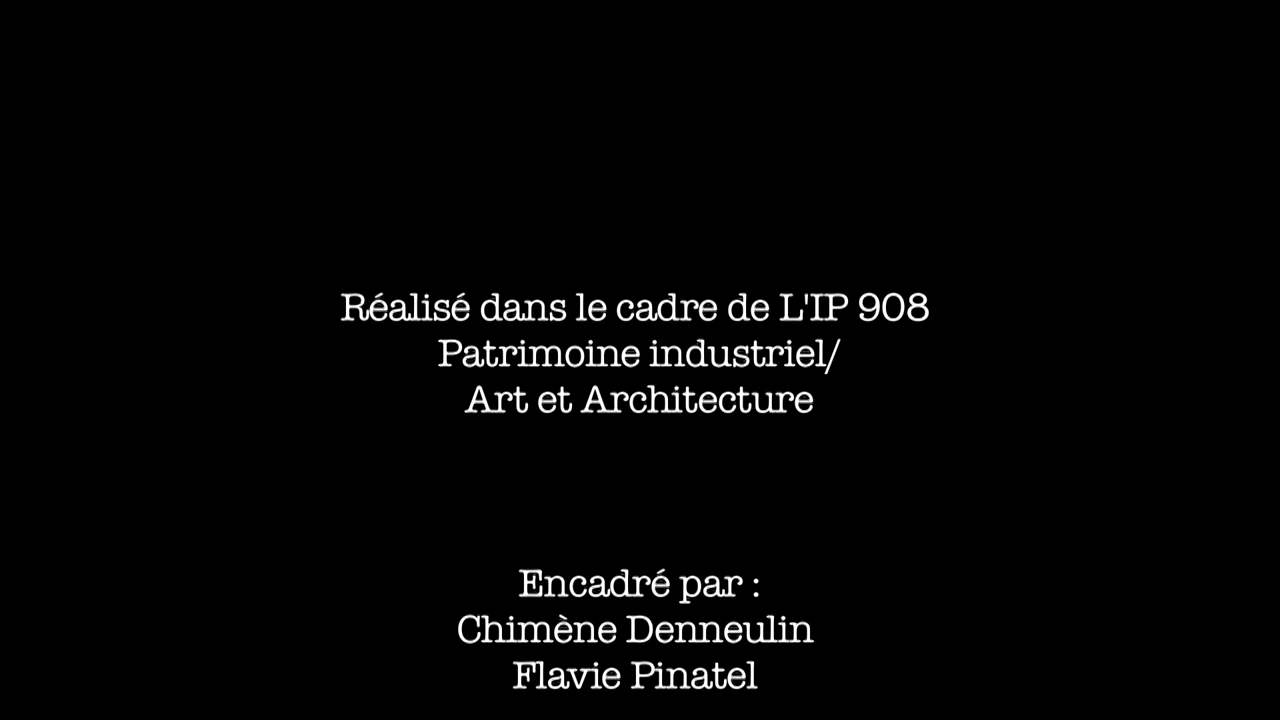 Réalisé dans le cadre de L'IP 908
Patrimoine industriel/
Art et Architecture
Encadré par :
Chimène Denneulin
Flavie Pinatel